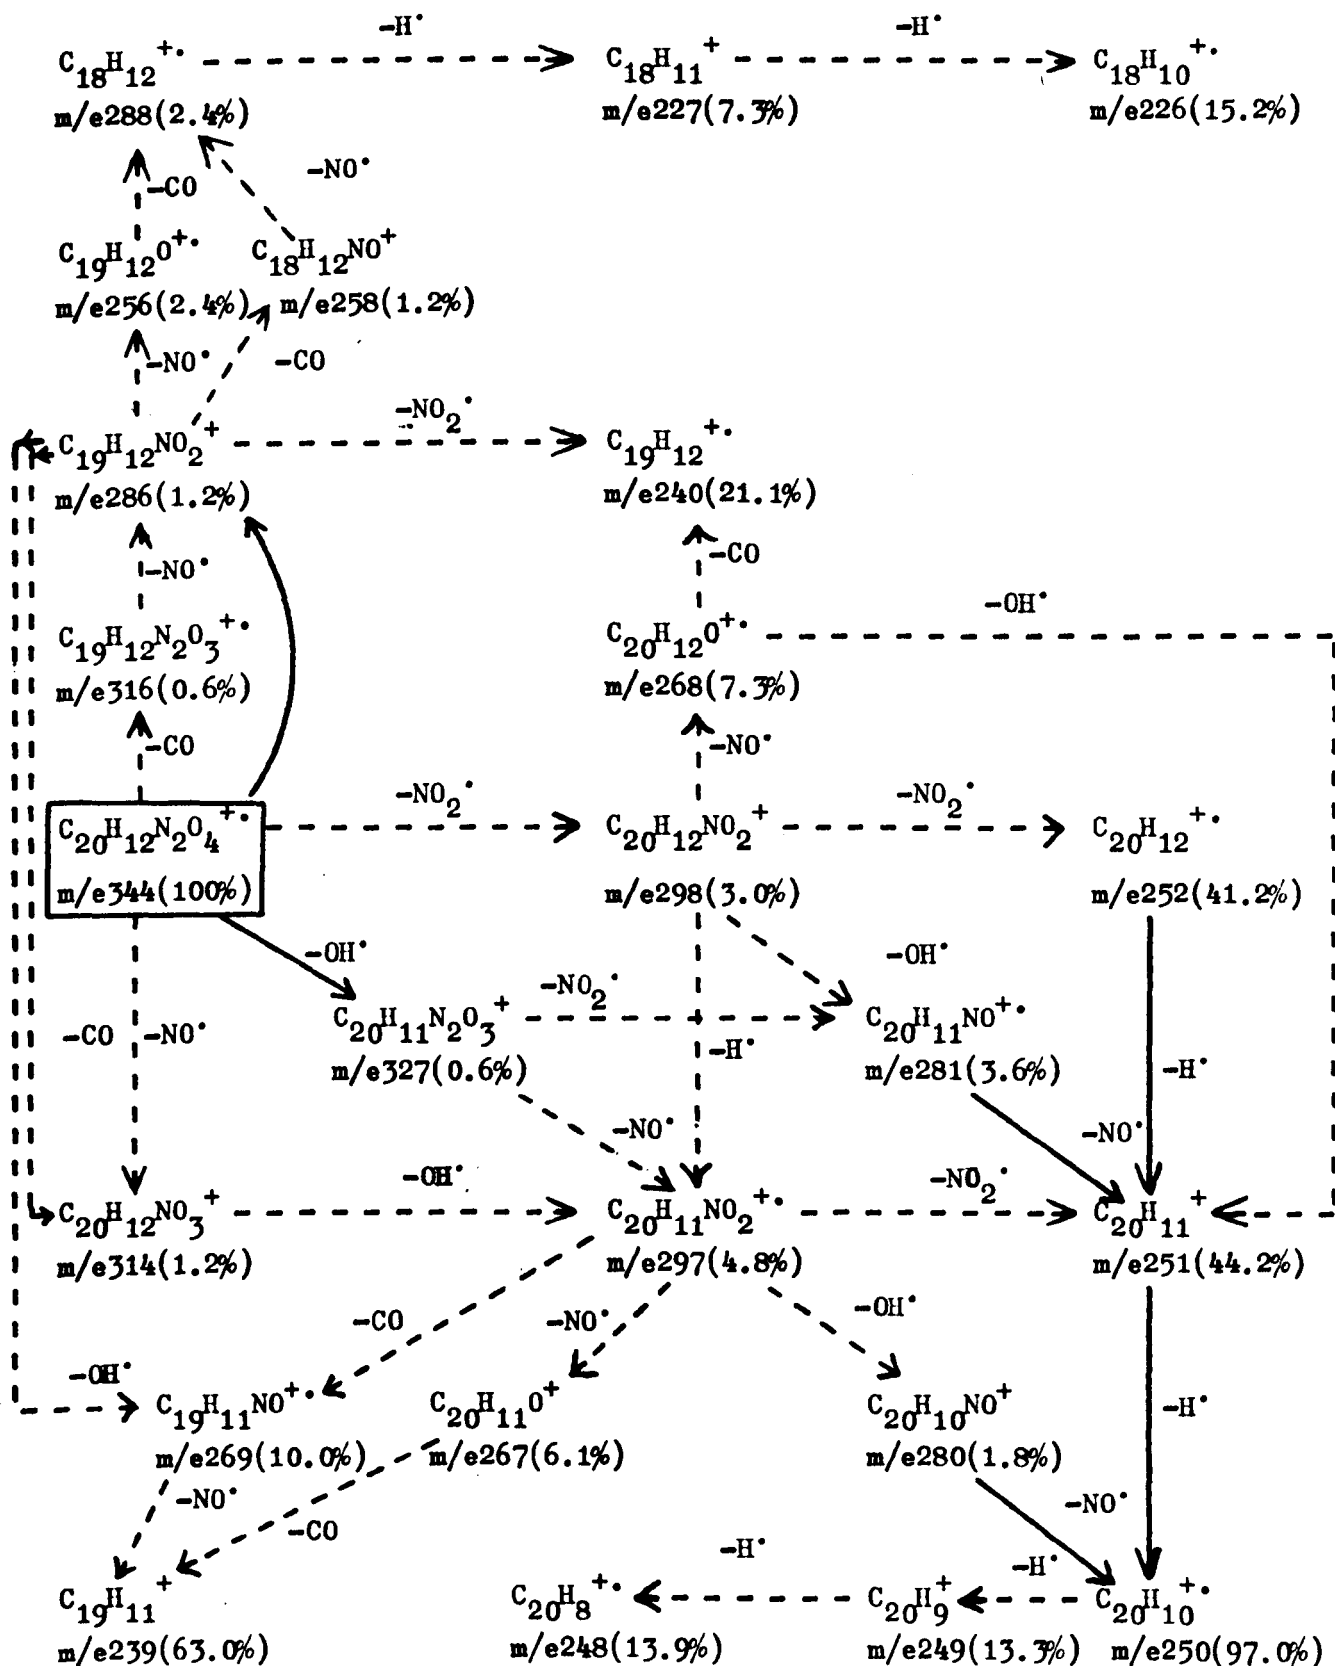 -H• -H•
C18H12+• C18H11+ C18H10+•
m/e288(2.4%) m/e227(7.3%) m/e226(15.2%)
-CO -NO•
C19H12O+• C18H12NO+
m/e256(2.4%) m/e258(1.2%)
-NO• -CO
-NO2•
C19H12NO2+ C19H12+•
m/e286(1.2%) m/e240(21.1%)
-NO• -CO
-OH•
C19H12N2O3+• C20H12O+•
m/e316(0.6%) m/e268(7.3%)
-CO -NO•
-NO2• -NO2•
C20H12N2O4+• C20H12NO2+ C20H12+•
m/e344(100%) m/e298(3.0%) m/e252(41.2%)
-OH• -NO2• -OH•
C20H11N2O3+ C20H11NO+•
-CO -NO• -H• -H•
m/e327(0.6%) m/e281(3.6%)
-NO• -NO•
-OH• -NO2•
C20H12NO3+ C20H11NO2+• C20H11+
m/e314(1.2%) m/e297(4.8%) m/e251(44.2%)
-CO -NO• -OH•
-OH• -H•
C19H11NO+• C20H11O+ C20H10NO+
m/e269(10.0%) m/e267(6.1%) m/e280(1.8%)
-NO• -CO -NO•
-H• -H•
C19H11+ C20H8+• C20H9+ C20H10+•
m/e239(63.0%) m/e248(13.9%) m/e249(13.3%) m/e250(97.0%)